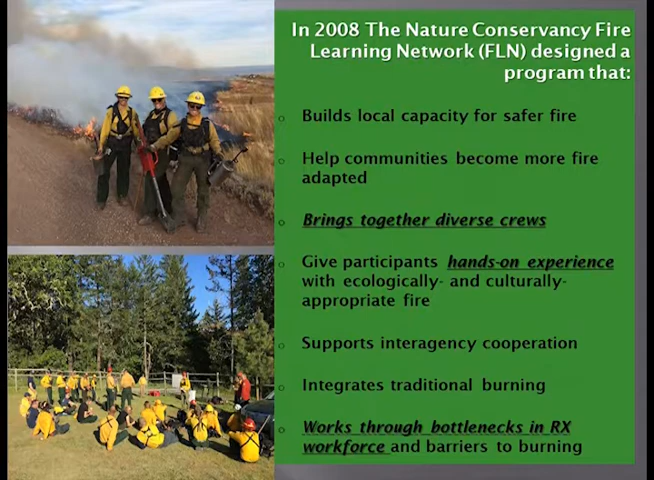 In 2008 The Nature Conservancy Fire
Learning Network (FLN) designed a
program that:
Builds local capacity for safer fire
Help communities become more fire
adapted
Brings together diverse crews
Give participants hands-on experience
with ecologically- and culturally-
appropriate fire
Supports interagency cooperation
Integrates traditional burning
Works through bottlenecks in RX
workforce and barriers to burning